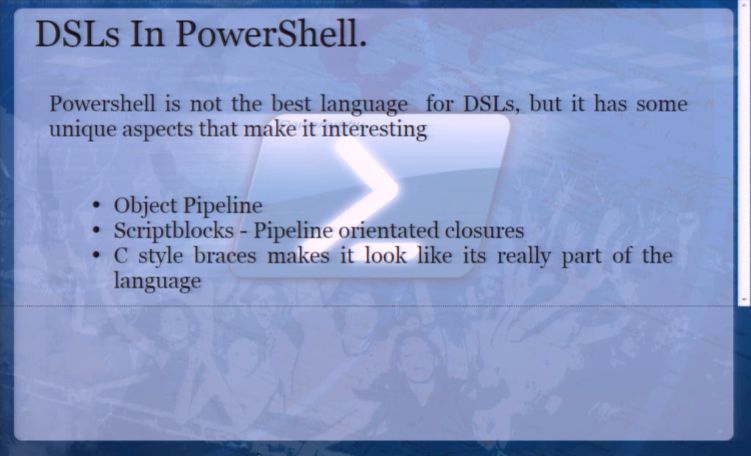 DSLs In PowerShell.
Powershell is not the best language for DSLs, but it has some
unique aspects that make it interesting
• Object Pipeline
• Scriptblocks - Pipeline orientated closures
• C style braces makes it look like its really part of the
language